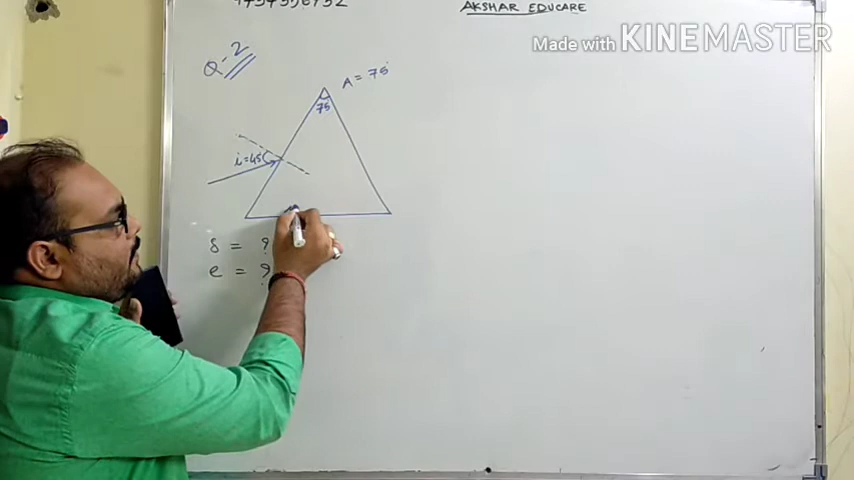 AKSHAR EDUCARE
Made with KINEMASTER
Q-2
A = 75°
75
i=45
δ = ?
e = ?